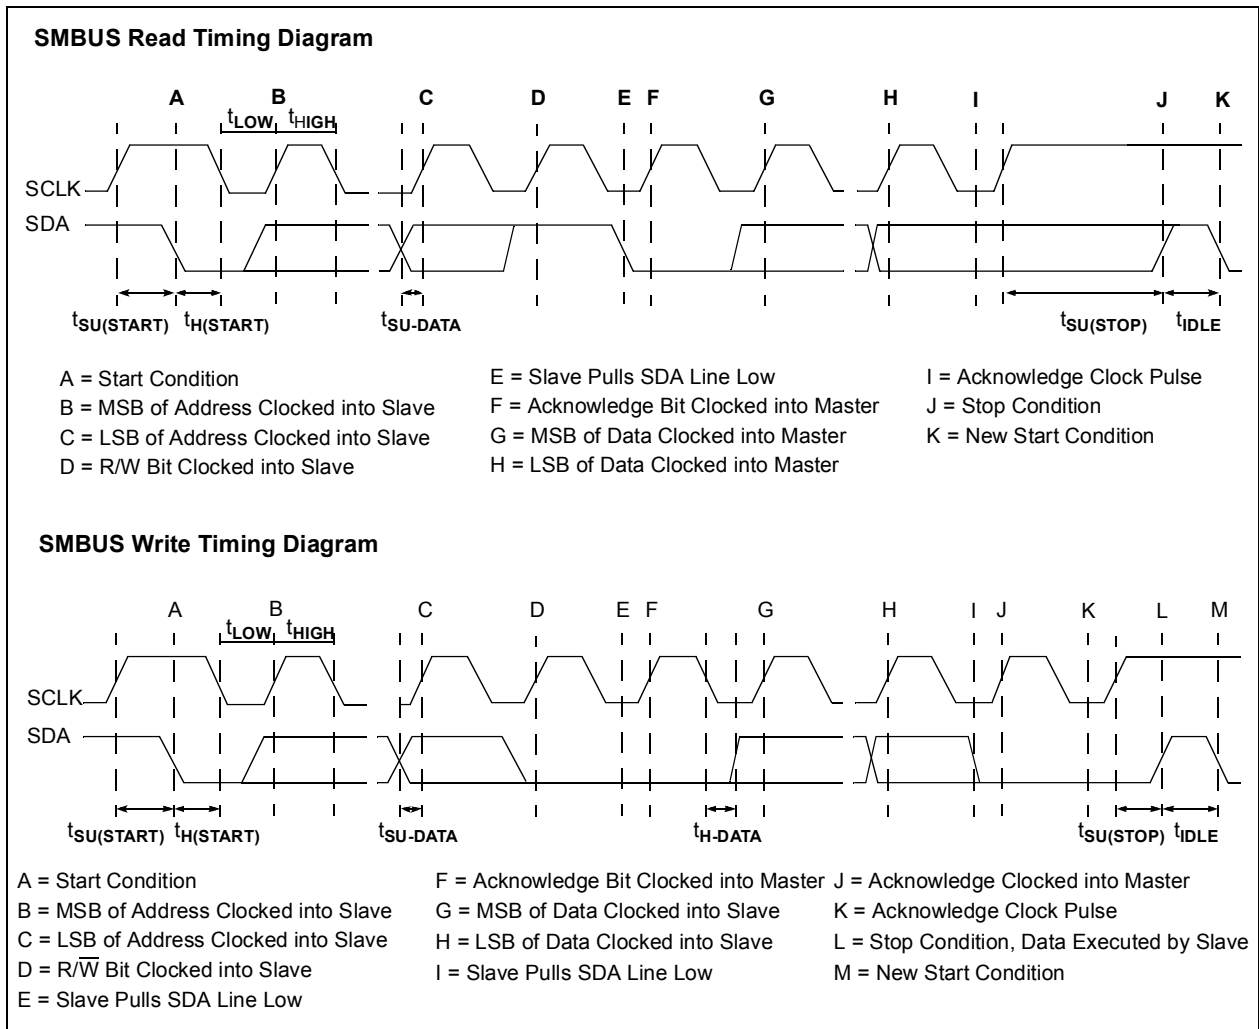 SMBUS Read Timing Diagram
A B C D E F G H I J K
tLOW tHIGH
SCLK
SDA
tSU(START) tH(START) tSU-DATA tSU(STOP) tIDLE
A = Start Condition
B = MSB of Address Clocked into Slave
C = LSB of Address Clocked into Slave
D = R/W Bit Clocked into Slave
E = Slave Pulls SDA Line Low
F = Acknowledge Bit Clocked into Master
G = MSB of Data Clocked into Master
H = LSB of Data Clocked into Master
I = Acknowledge Clock Pulse
J = Stop Condition
K = New Start Condition
SMBUS Write Timing Diagram
A B C D E F G H I J K L M
tLOW tHIGH
SCLK
SDA
tSU(START) tH(START) tSU-DATA tH-DATA tSU(STOP) tIDLE
A = Start Condition
B = MSB of Address Clocked into Slave
C = LSB of Address Clocked into Slave
D = R/W̅ Bit Clocked into Slave
E = Slave Pulls SDA Line Low
F = Acknowledge Bit Clocked into Master
G = MSB of Data Clocked into Slave
H = LSB of Data Clocked into Slave
I = Slave Pulls SDA Line Low
J = Acknowledge Clocked into Master
K = Acknowledge Clock Pulse
L = Stop Condition, Data Executed by Slave
M = New Start Condition